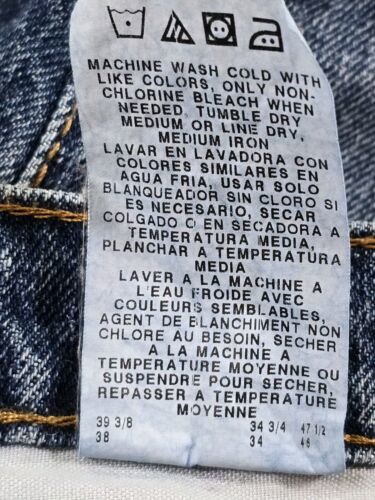 MACHINE WASH COLD WITH
LIKE COLORS, ONLY NON-
CHLORINE BLEACH WHEN
NEEDED, TUMBLE DRY
MEDIUM OR LINE DRY,
MEDIUM IRON
LAVAR EN LAVADORA CON
COLORES SIMILARES EN
AGUA FRIA, USAR SOLO
BLANQUEADOR SIN CLORO SI
ES NECESARIO, SECAR
COLGADO O EN SECADORA A
TEMPERATURA MEDIA,
PLANCHAR A TEMPERATURA
MEDIA
LAVER A LA MACHINE A
L'EAU FROIDE AVEC
COULEURS SEMBLABLES,
AGENT DE BLANCHIMENT NON
CHLORE AU BESOIN, SECHER
A LA MACHINE A
TEMPERATURE MOYENNE OU
SUSPENDRE POUR SECHER,
REPASSER A TEMPERATURE
MOYENNE
39 3/8 34 3/4 47 1/2
38 34 46